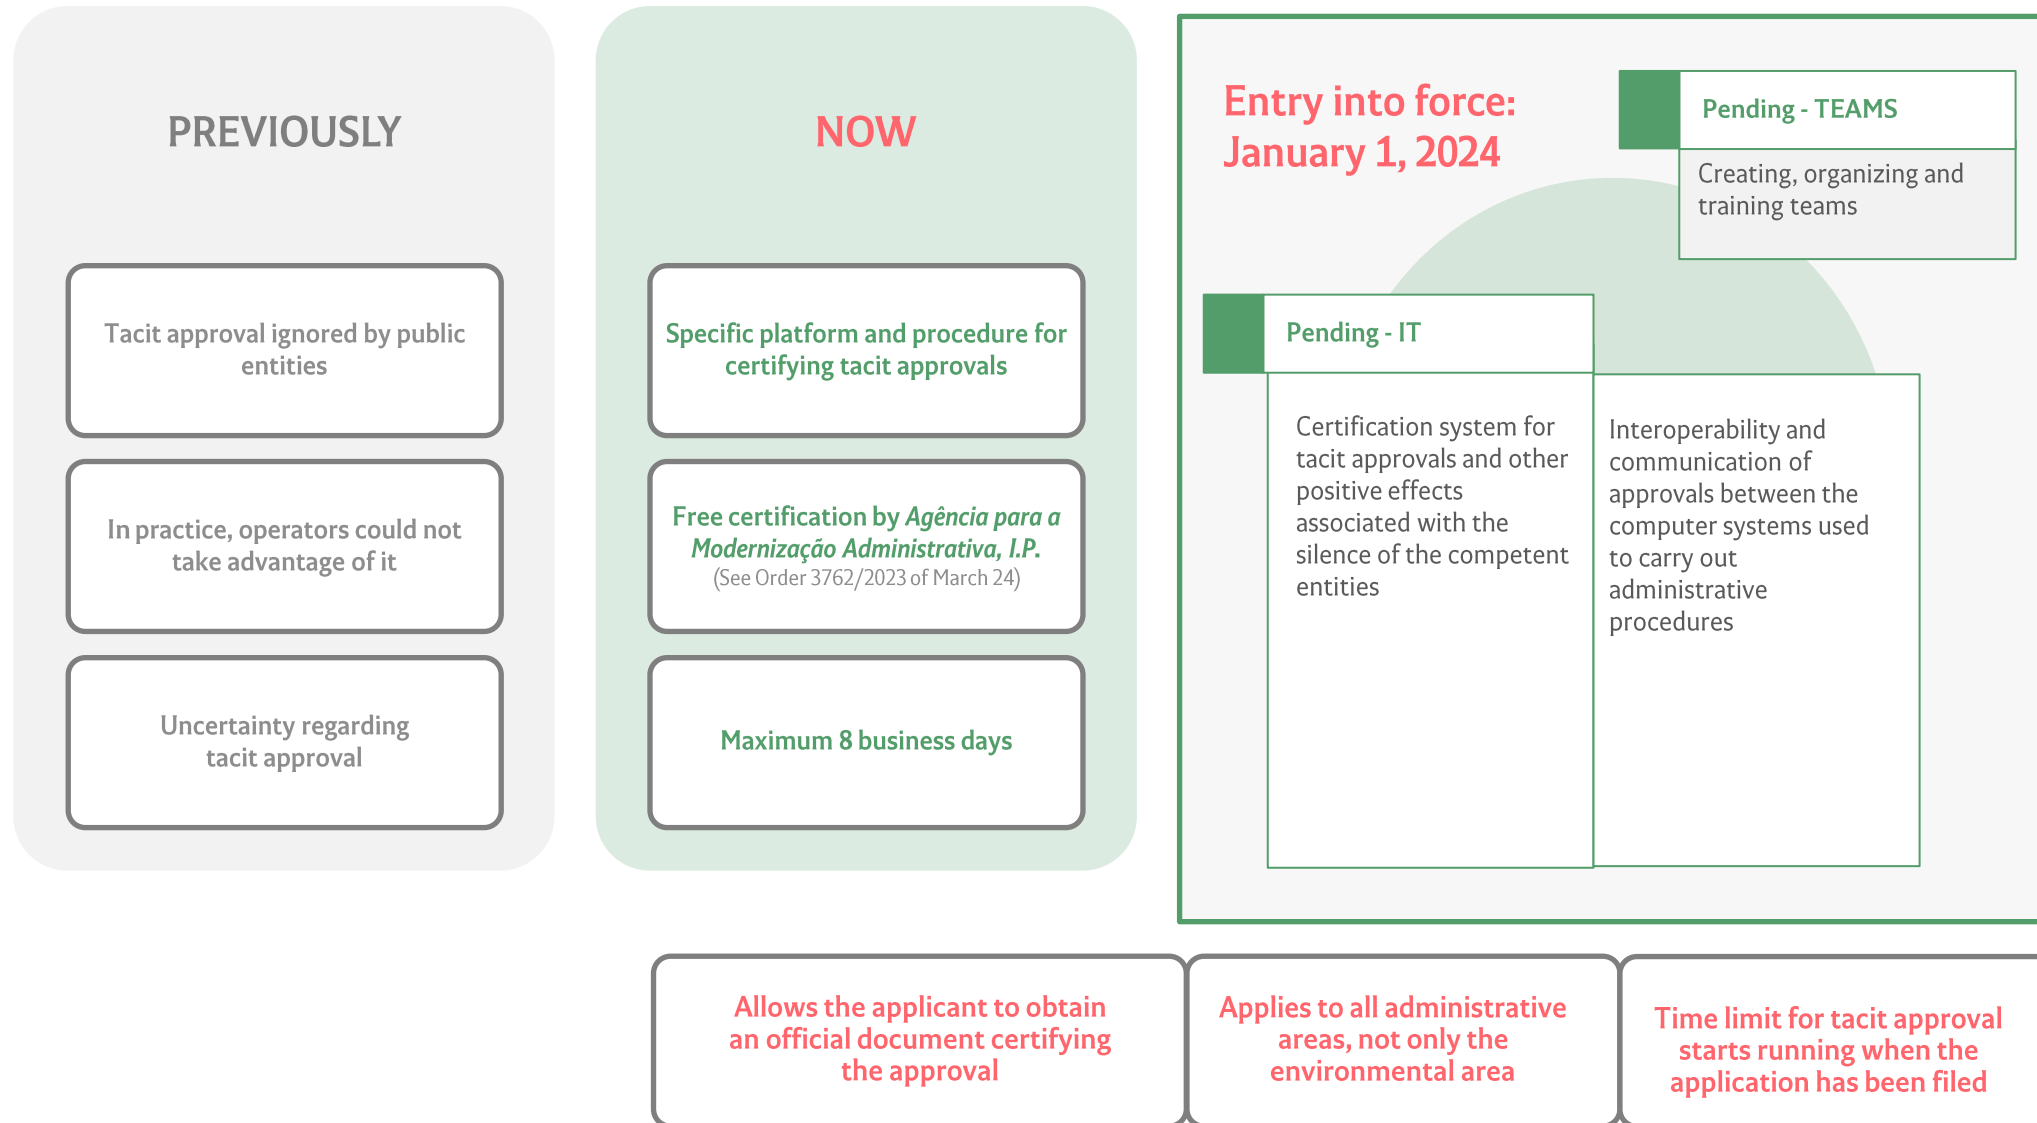 PREVIOUSLY
Tacit approval ignored by public
entities
In practice, operators could not
take advantage of it
Uncertainty regarding
tacit approval
NOW
Specific platform and procedure for
certifying tacit approvals
Free certification by Agência para a
Modernização Administrativa, I.P.
(See Order 3762/2023 of March 24)
Maximum 8 business days
Entry into force:
January 1, 2024
Pending - TEAMS
Creating, organizing and
training teams
Pending - IT
Certification system for
tacit approvals and other
positive effects
associated with the
silence of the competent
entities
Interoperability and
communication of
approvals between the
computer systems used
to carry out
administrative
procedures
Allows the applicant to obtain
an official document certifying
the approval
Applies to all administrative
areas, not only the
environmental area
Time limit for tacit approval
starts running when the
application has been filed